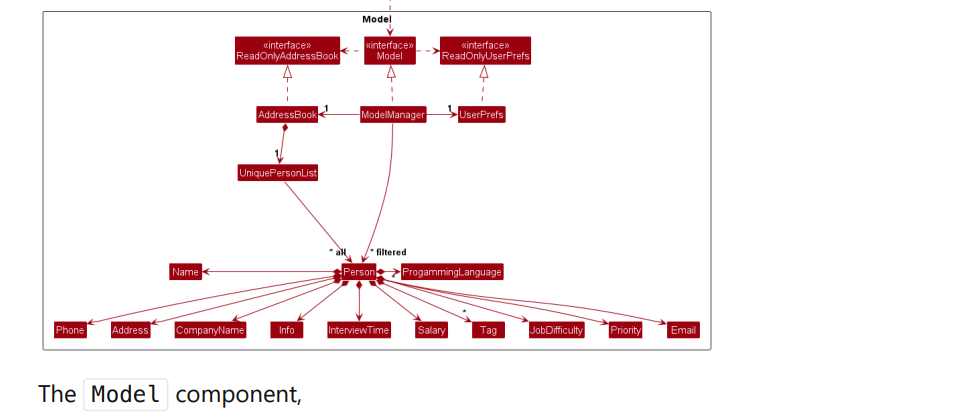 Model
«interface»
ReadOnlyAddressBook
«interface»
Model
«interface»
ReadOnlyUserPrefs
AddressBook
1
ModelManager
1
UserPrefs
1
UniquePersonList
* all
* filtered
Name
Person
* ProgammingLanguage
Phone
Address
CompanyName
Info
InterviewTime
Salary
*
Tag
JobDifficulty
Priority
Email
The Model component,